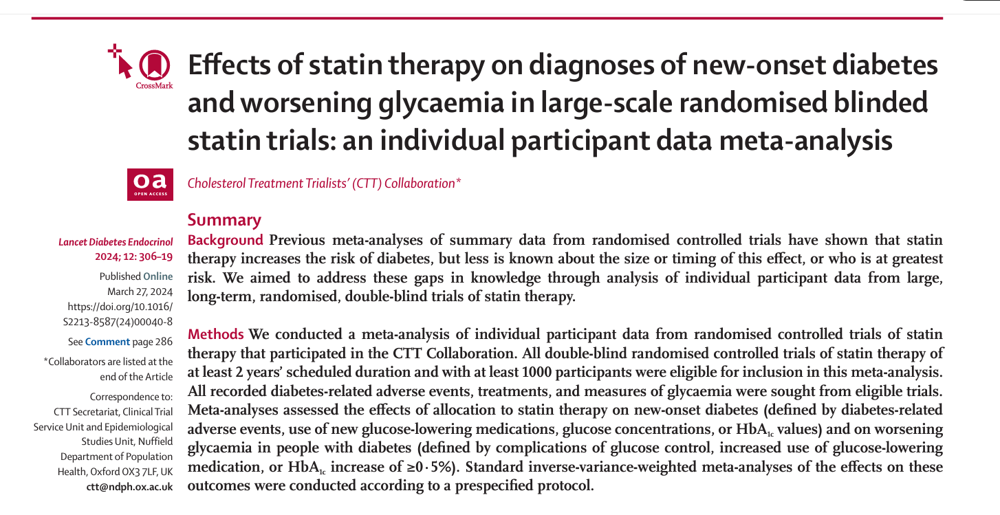 CrossMark
Effects of statin therapy on diagnoses of new-onset diabetes
and worsening glycaemia in large-scale randomised blinded
statin trials: an individual participant data meta-analysis
oa
OPEN ACCESS
Cholesterol Treatment Trialists’ (CTT) Collaboration*
Lancet Diabetes Endocrinol
2024; 12: 306–19
Published Online
March 27, 2024
https://doi.org/10.1016/
S2213-8587(24)00040-8
See Comment page 286
*Collaborators are listed at the
end of the Article
Correspondence to:
CTT Secretariat, Clinical Trial
Service Unit and Epidemiological
Studies Unit, Nuffield
Department of Population
Health, Oxford OX3 7LF, UK
ctt@ndph.ox.ac.uk
Summary
Background Previous meta-analyses of summary data from randomised controlled trials have shown that statin
therapy increases the risk of diabetes, but less is known about the size or timing of this effect, or who is at greatest
risk. We aimed to address these gaps in knowledge through analysis of individual participant data from large,
long-term, randomised, double-blind trials of statin therapy.
Methods We conducted a meta-analysis of individual participant data from randomised controlled trials of statin
therapy that participated in the CTT Collaboration. All double-blind randomised controlled trials of statin therapy of
at least 2 years’ scheduled duration and with at least 1000 participants were eligible for inclusion in this meta-analysis.
All recorded diabetes-related adverse events, treatments, and measures of glycaemia were sought from eligible trials.
Meta-analyses assessed the effects of allocation to statin therapy on new-onset diabetes (defined by diabetes-related
adverse events, use of new glucose-lowering medications, glucose concentrations, or HbA1c values) and on worsening
glycaemia in people with diabetes (defined by complications of glucose control, increased use of glucose-lowering
medication, or HbA1c increase of ≥0·5%). Standard inverse-variance-weighted meta-analyses of the effects on these
outcomes were conducted according to a prespecified protocol.